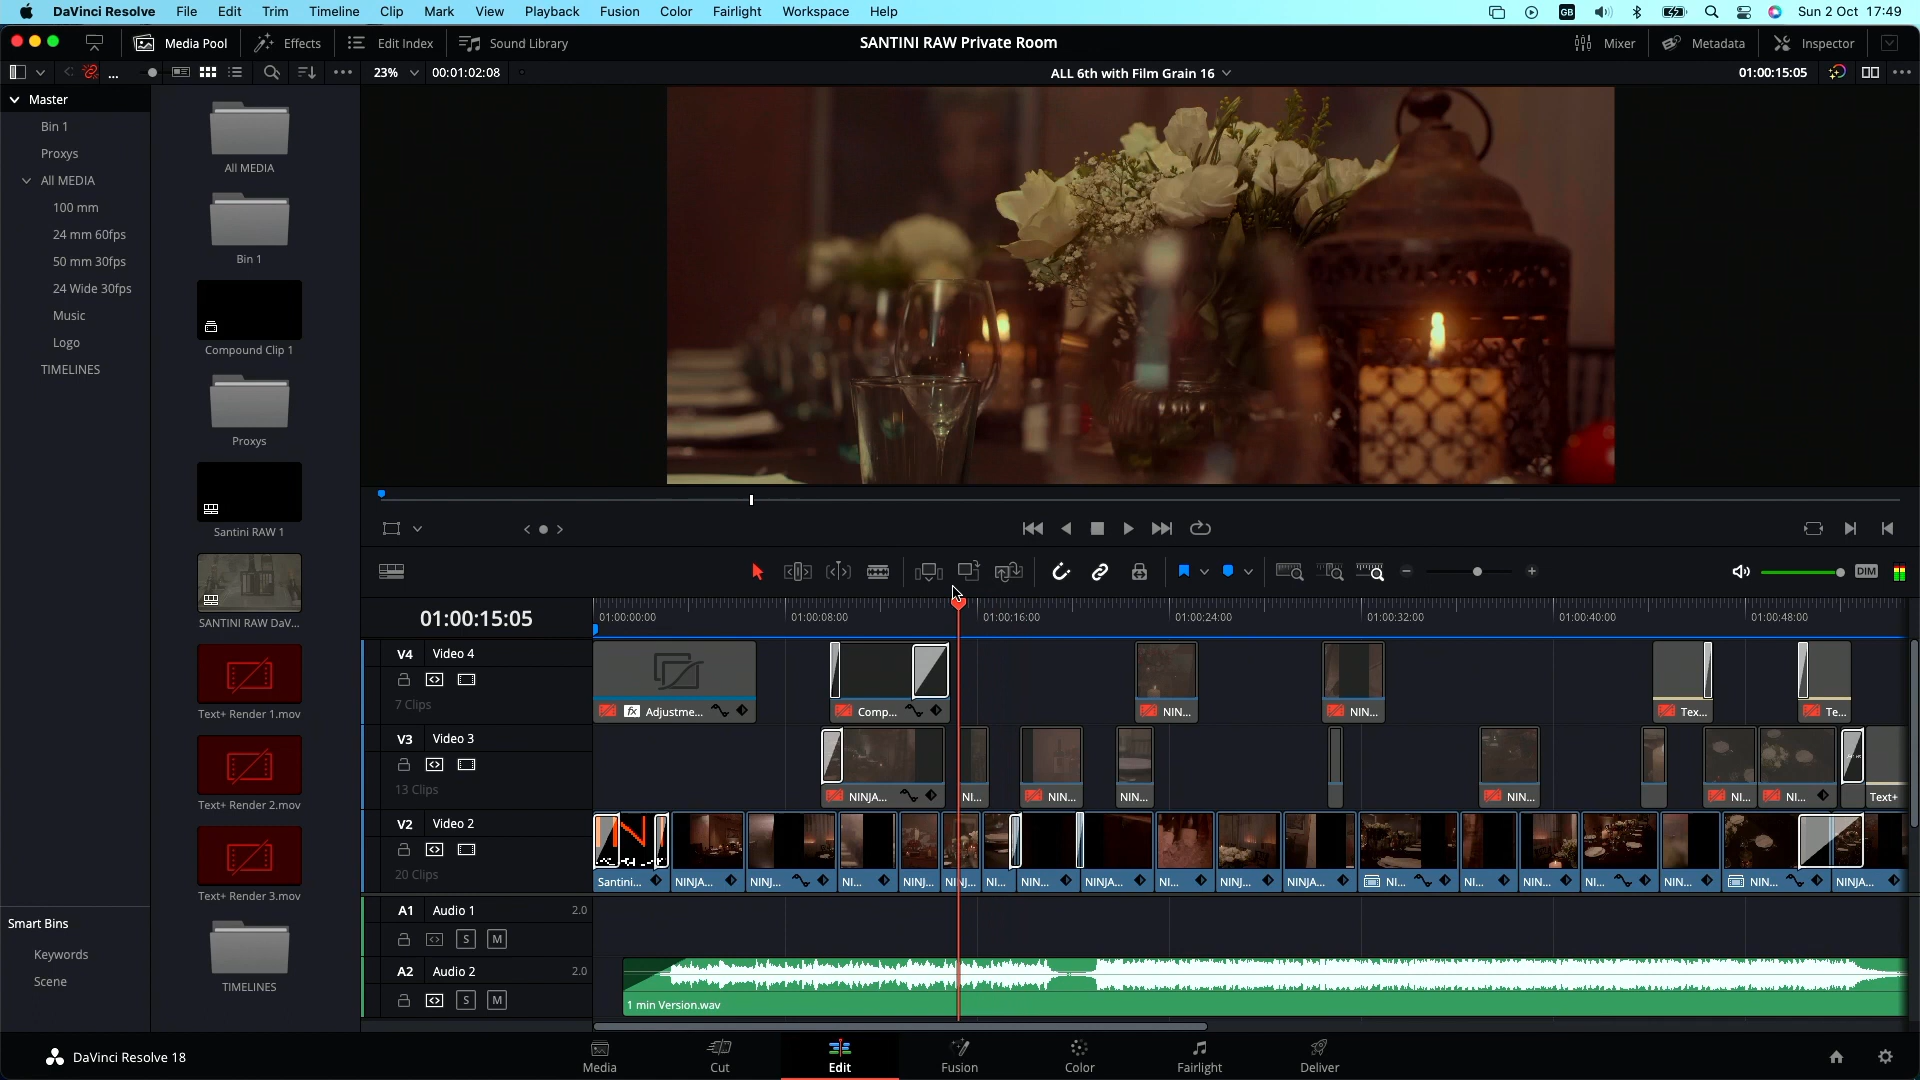 DaVinci Resolve File Edit Trim Timeline Clip Mark View Playback Fusion Color Fairlight Workspace Help GB Sun 2 Oct 17:49
Media Pool Effects Edit Index Sound Library SANTINI RAW Private Room Mixer Metadata Inspector
... 23% 00:01:02:08 ALL 6th with Film Grain 16 01:00:15:05
Master
Bin 1
Proxys
All MEDIA
100 mm
24 mm 60fps
50 mm 30fps
24 Wide 30fps
Music
Logo
TIMELINES
All MEDIA
Bin 1
Compound Clip 1
Proxys
Santini RAW 1
SANTINI RAW DaV...
Text+ Render 1.mov
Text+ Render 2.mov
Text+ Render 3.mov
TIMELINES
Smart Bins
Keywords
Scene
DIM
01:00:15:05 01:00:00:00 01:00:08:00 01:00:16:00 01:00:24:00 01:00:32:00 01:00:40:00 01:00:48:00
V4 Video 4
7 Clips
fx Adjustme... Comp... NIN... NIN... Tex... Te...
V3 Video 3
13 Clips
NINJA... NI... NIN... NIN... NIN... NI... NI... Text+
V2 Video 2
20 Clips
Santini... NINJA... NINJ... NI... NINJ... NINJ... NI... NIN... NINJA... NI... NINJ... NINJA... NI... NI... NIN... NI... NIN... NIN... NINJA...
A1 Audio 1 2.0
S M
A2 Audio 2 2.0
S M
1 min Version.wav
DaVinci Resolve 18 Media Cut Edit Fusion Color Fairlight Deliver